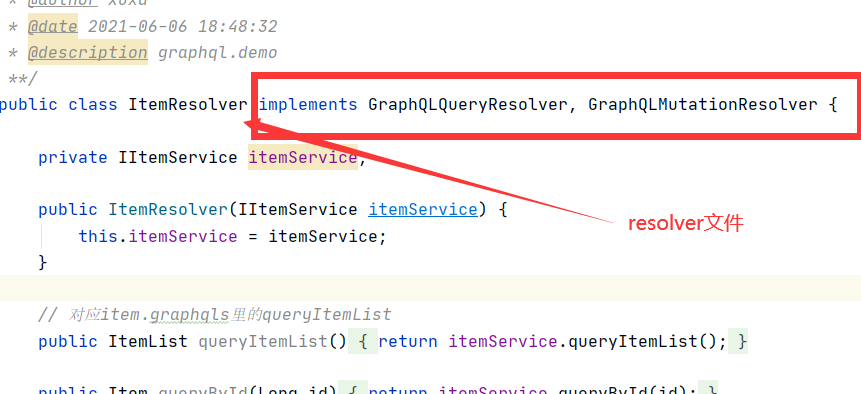 * @date 2021-06-06 18:48:32
* @description graphql.demo
**/
public class ItemResolver implements GraphQLQueryResolver, GraphQLMutationResolver {
private IItemService itemService;
public ItemResolver(IItemService itemService) {
resolver文件
this.itemService = itemService;
}
// 对应item.graphqls里的queryItemList
public ItemList queryItemList() { return itemService.queryItemList(); }
public Item queryById(Long id) { return itemService.queryById(id); }